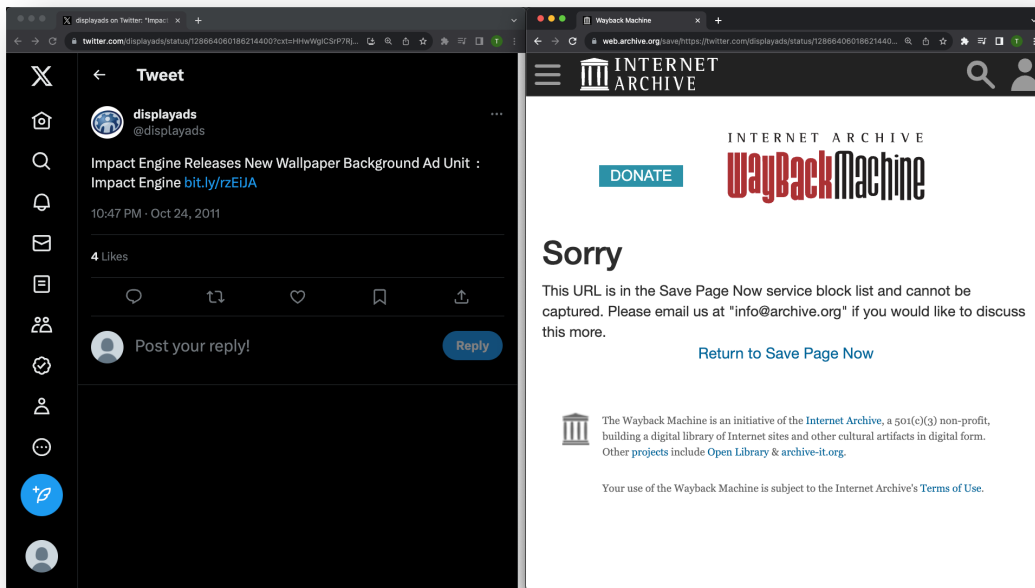 displayads on Twitter: "Impact
twitter.com/displayads/status/128664060186214400?cxt=HHwWgICSrP7Rj...
Tweet
displayads
@displayads
Impact Engine Releases New Wallpaper Background Ad Unit :
Impact Engine bit.ly/rzEiJA
10:47 PM · Oct 24, 2011
4 Likes
Post your reply!
Reply
Wayback Machine
web.archive.org/save/https://twitter.com/displayads/status/12866406018621440...
INTERNET
ARCHIVE
INTERNET ARCHIVE
WayBackMachine
DONATE
Sorry
This URL is in the Save Page Now service block list and cannot be
captured. Please email us at "info@archive.org" if you would like to discuss
this more.
Return to Save Page Now
The Wayback Machine is an initiative of the Internet Archive, a 501(c)(3) non-profit,
building a digital library of Internet sites and other cultural artifacts in digital form.
Other projects include Open Library & archive-it.org.
Your use of the Wayback Machine is subject to the Internet Archive's Terms of Use.